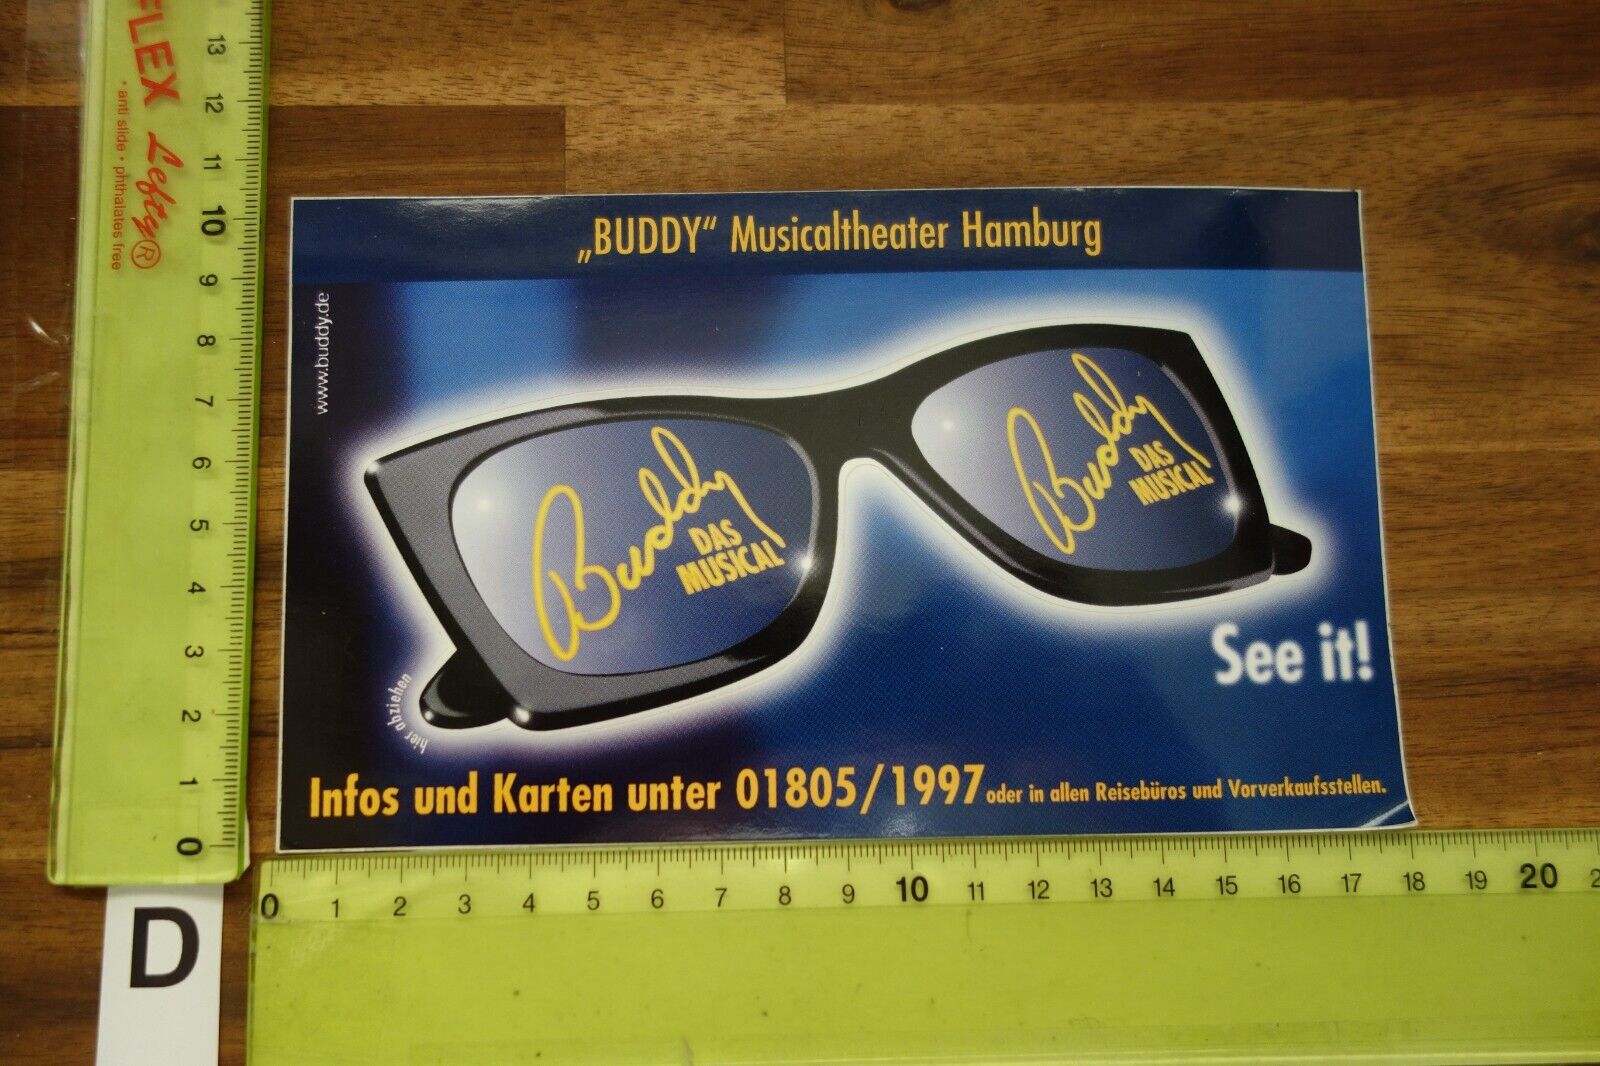 FLEX Lefty®
• anti slide • phthalates free
13
12
11
10
9
8
7
6
5
4
3
2
1
0
„BUDDY“ Musicaltheater Hamburg
www.buddy.de
Buddy
DAS
MUSICAL
Buddy
DAS
MUSICAL
See it!
hier abziehen
Infos und Karten unter 01805/1997 oder in allen Reisebüros und Vorverkaufsstellen.
0 1 2 3 4 5 6 7 8 9 10 11 12 13 14 15 16 17 18 19 20
D